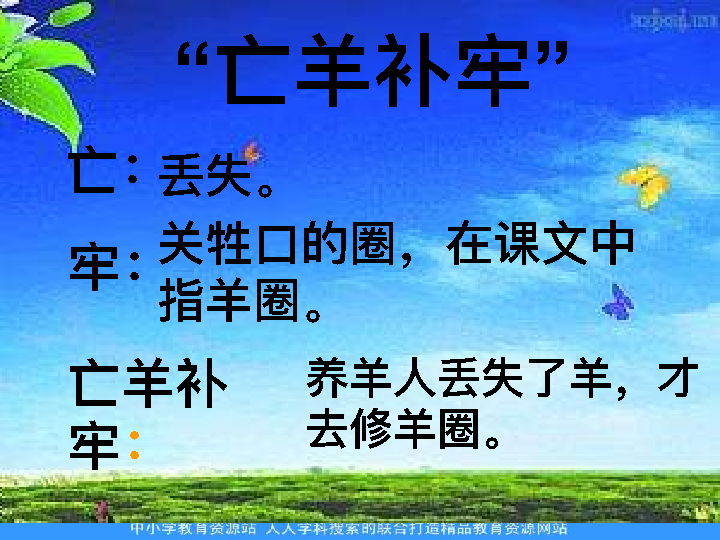 “亡羊补牢”
亡：丢失。
牢：关牲口的圈，在课文中
指羊圈。
亡羊补
牢：
养羊人丢失了羊，才
去修羊圈。
中小学教育资源站 人人学科搜索的联合打造精品教育资源网站